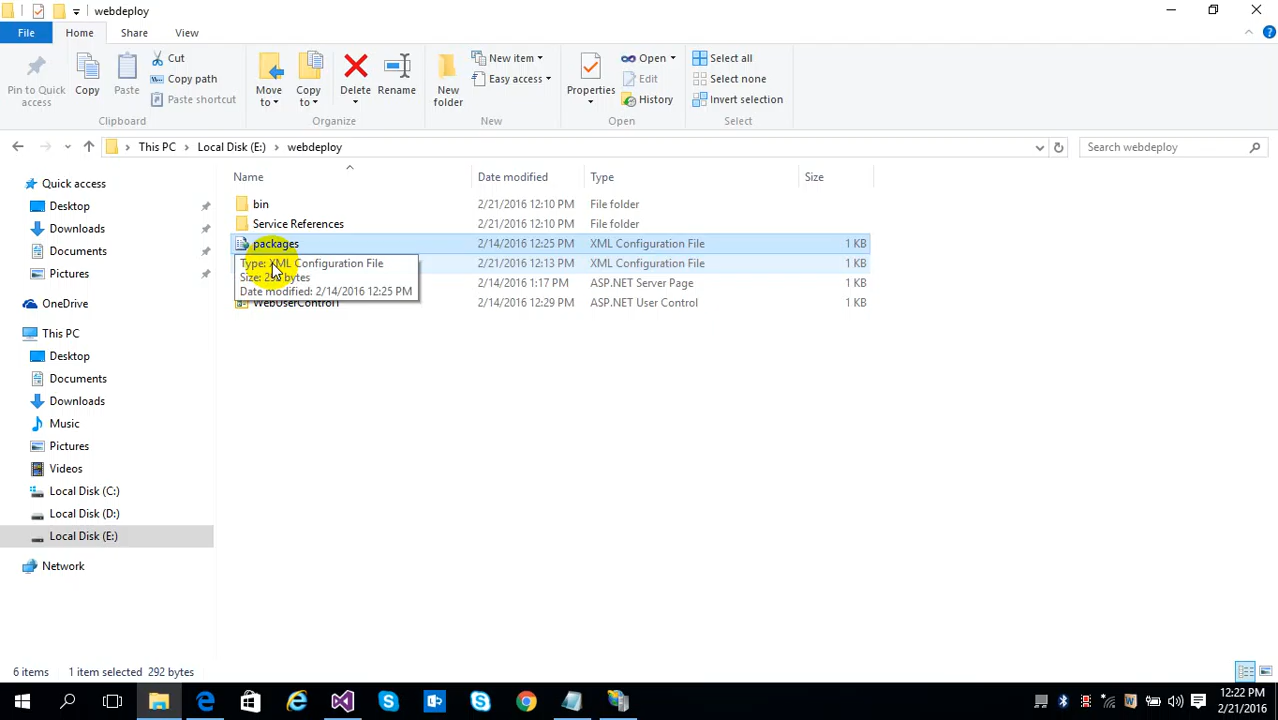 webdeploy
File Home Share View
Pin to Quick access
Copy
Paste
Cut
Copy path
Paste shortcut
Clipboard
Move to
Copy to
Delete
Rename
Organize
New folder
New item
Easy access
New
Properties
Open
Edit
History
Open
Select all
Select none
Invert selection
Select
This PC Local Disk (E:) webdeploy
Search webdeploy
Name Date modified Type Size
bin 2/21/2016 12:10 PM File folder
Service References 2/21/2016 12:10 PM File folder
packages 2/14/2016 12:25 PM XML Configuration File 1 KB
2/21/2016 12:13 PM XML Configuration File 1 KB
2/14/2016 1:17 PM ASP.NET Server Page 1 KB
WebUserControl1 2/14/2016 12:29 PM ASP.NET User Control 1 KB
Type: XML Configuration File
Size: 292 bytes
Date modified: 2/14/2016 12:25 PM
Quick access
Desktop
Downloads
Documents
Pictures
OneDrive
This PC
Desktop
Documents
Downloads
Music
Pictures
Videos
Local Disk (C:)
Local Disk (D:)
Local Disk (E:)
Network
6 items 1 item selected 292 bytes
12:22 PM
2/21/2016